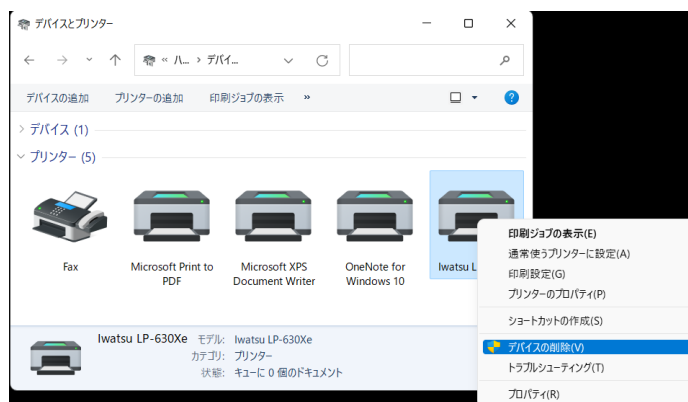 デバイスとプリンター
« ハ... › デバイ...
デバイスの追加 プリンターの追加 印刷ジョブの表示 »
デバイス (1)
プリンター (5)
Fax
Microsoft Print to
PDF
Microsoft XPS
Document Writer
OneNote for
Windows 10
Iwatsu L
印刷ジョブの表示(E)
通常使うプリンターに設定(A)
印刷設定(G)
プリンターのプロパティ(P)
ショートカットの作成(S)
デバイスの削除(V)
トラブルシューティング(T)
プロパティ(R)
Iwatsu LP-630Xe モデル: Iwatsu LP-630Xe
カテゴリ: プリンター
状態: キューに 0 個のドキュメント